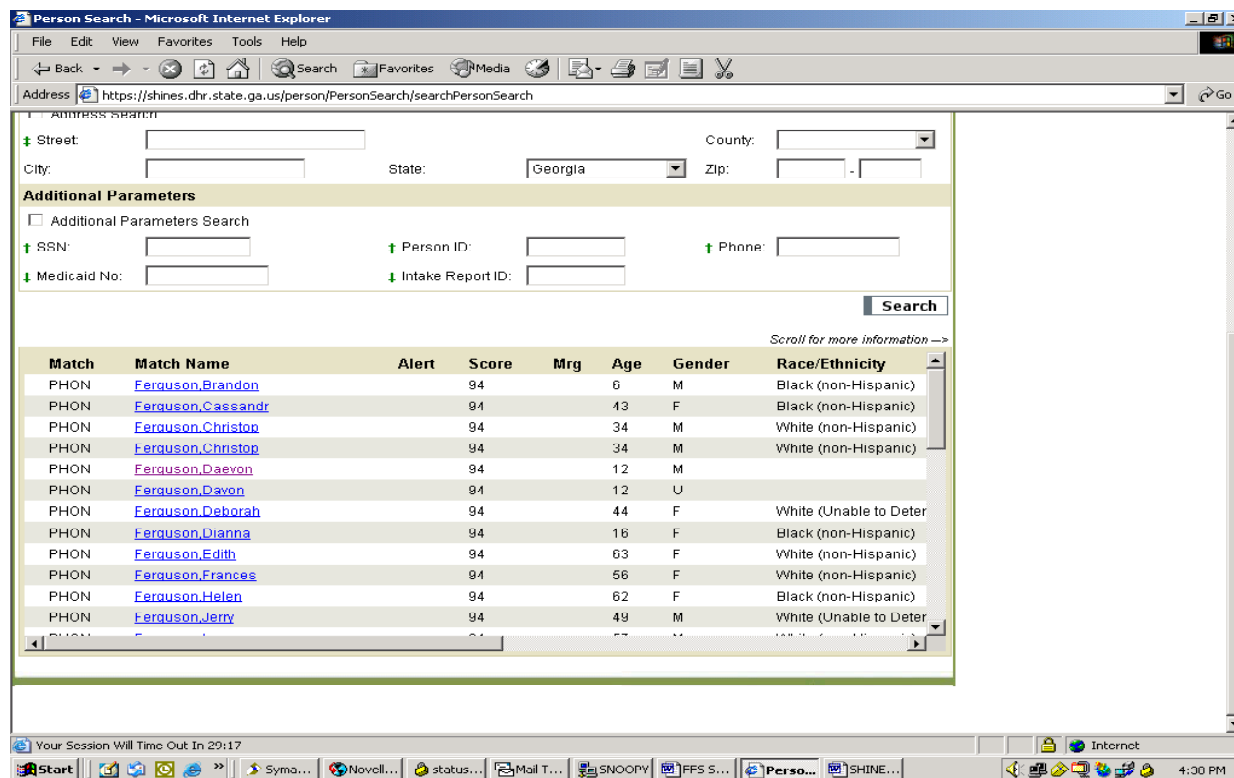 Person Search - Microsoft Internet Explorer
File Edit View Favorites Tools Help
Back Search Favorites Media
Address https://shines.dhr.state.ga.us/person/PersonSearch/searchPersonSearch Go
Address Search
‡ Street: County:
City: State: Georgia Zip: -
Additional Parameters
Additional Parameters Search
† SSN: † Person ID: † Phone:
‡ Medicaid No: ‡ Intake Report ID:
Search
Scroll for more information -->
Match Match Name Alert Score Mrg Age Gender Race/Ethnicity
PHON Ferguson,Brandon 94 6 M Black (non-Hispanic)
PHON Ferguson,Cassandr 94 43 F Black (non-Hispanic)
PHON Ferguson,Christop 94 34 M White (non-Hispanic)
PHON Ferguson,Christop 94 34 M White (non-Hispanic)
PHON Ferguson,Daevon 94 12 M
PHON Ferguson,Davon 94 12 U
PHON Ferguson,Deborah 94 44 F White (Unable to Deter
PHON Ferguson,Dianna 94 16 F Black (non-Hispanic)
PHON Ferguson,Edith 94 63 F White (non-Hispanic)
PHON Ferguson,Frances 94 56 F White (non-Hispanic)
PHON Ferguson,Helen 94 62 F Black (non-Hispanic)
PHON Ferguson,Jerry 94 49 M White (Unable to Deter
Your Session Will Time Out In 29:17 Internet
Start » Syma... Novell... status... Mail T... SNOOPY FFS S... Perso... SHINE... 4:30 PM